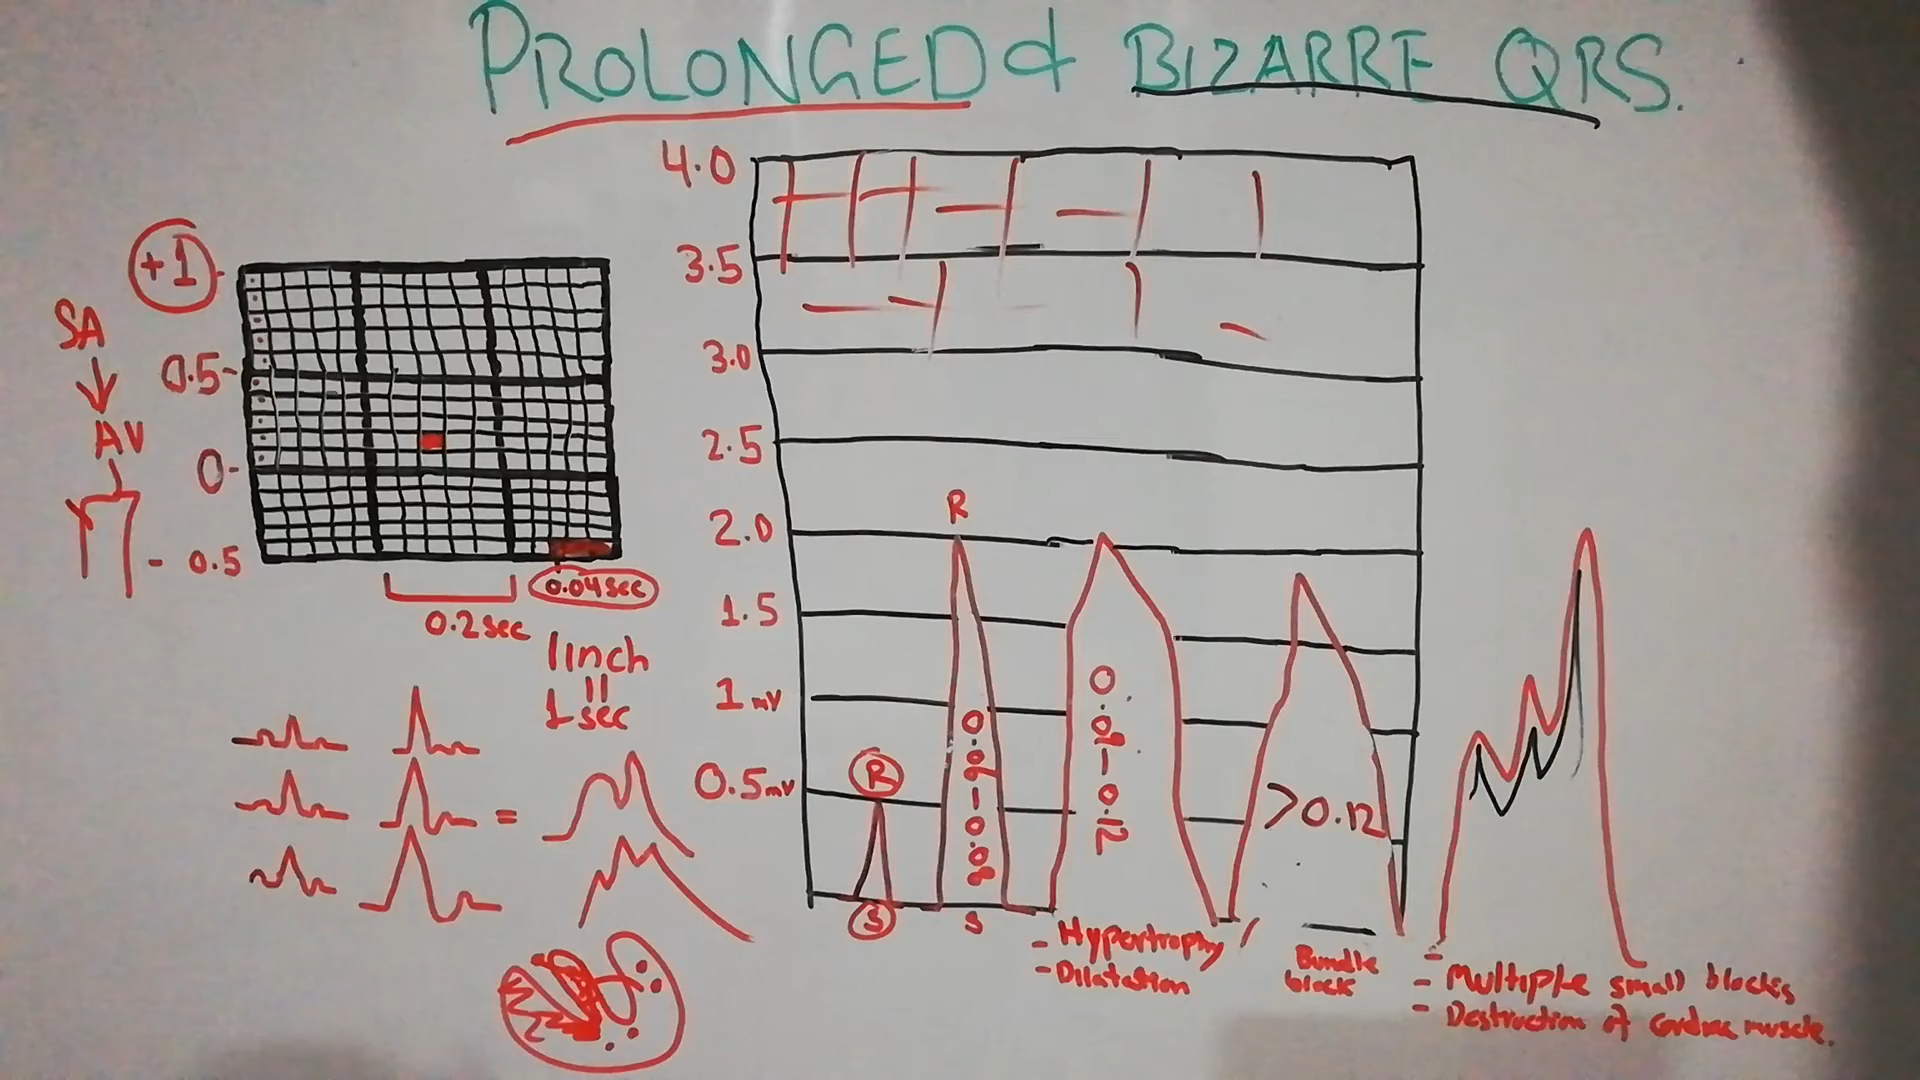 PROLONGED & BIZARRE QRS.
+1
0.5
0
- 0.5
SA
AV
0.2sec
0.04sec
1inch
=
1sec
=
4.0
3.5
3.0
2.5
2.0
1.5
1 mV
0.5mV
R
S
R
S
0.06-0.08
0.09-0.12
>0.12
- Hypertrophy
- Dilatation
Bundle
block
- Multiple small blocks
- Destruction of cardiac muscle.